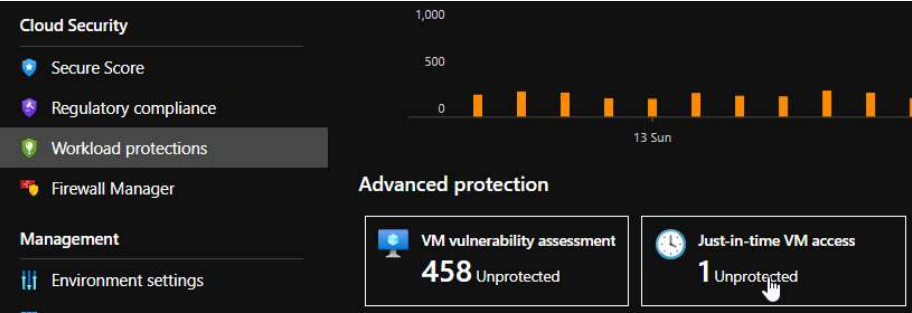 Cloud Security
Secure Score
Regulatory compliance
Workload protections
Firewall Manager
Management
Environment settings
1,000
500
0
13 Sun
Advanced protection
VM vulnerability assessment
458 Unprotected
Just-in-time VM access
1 Unprotected